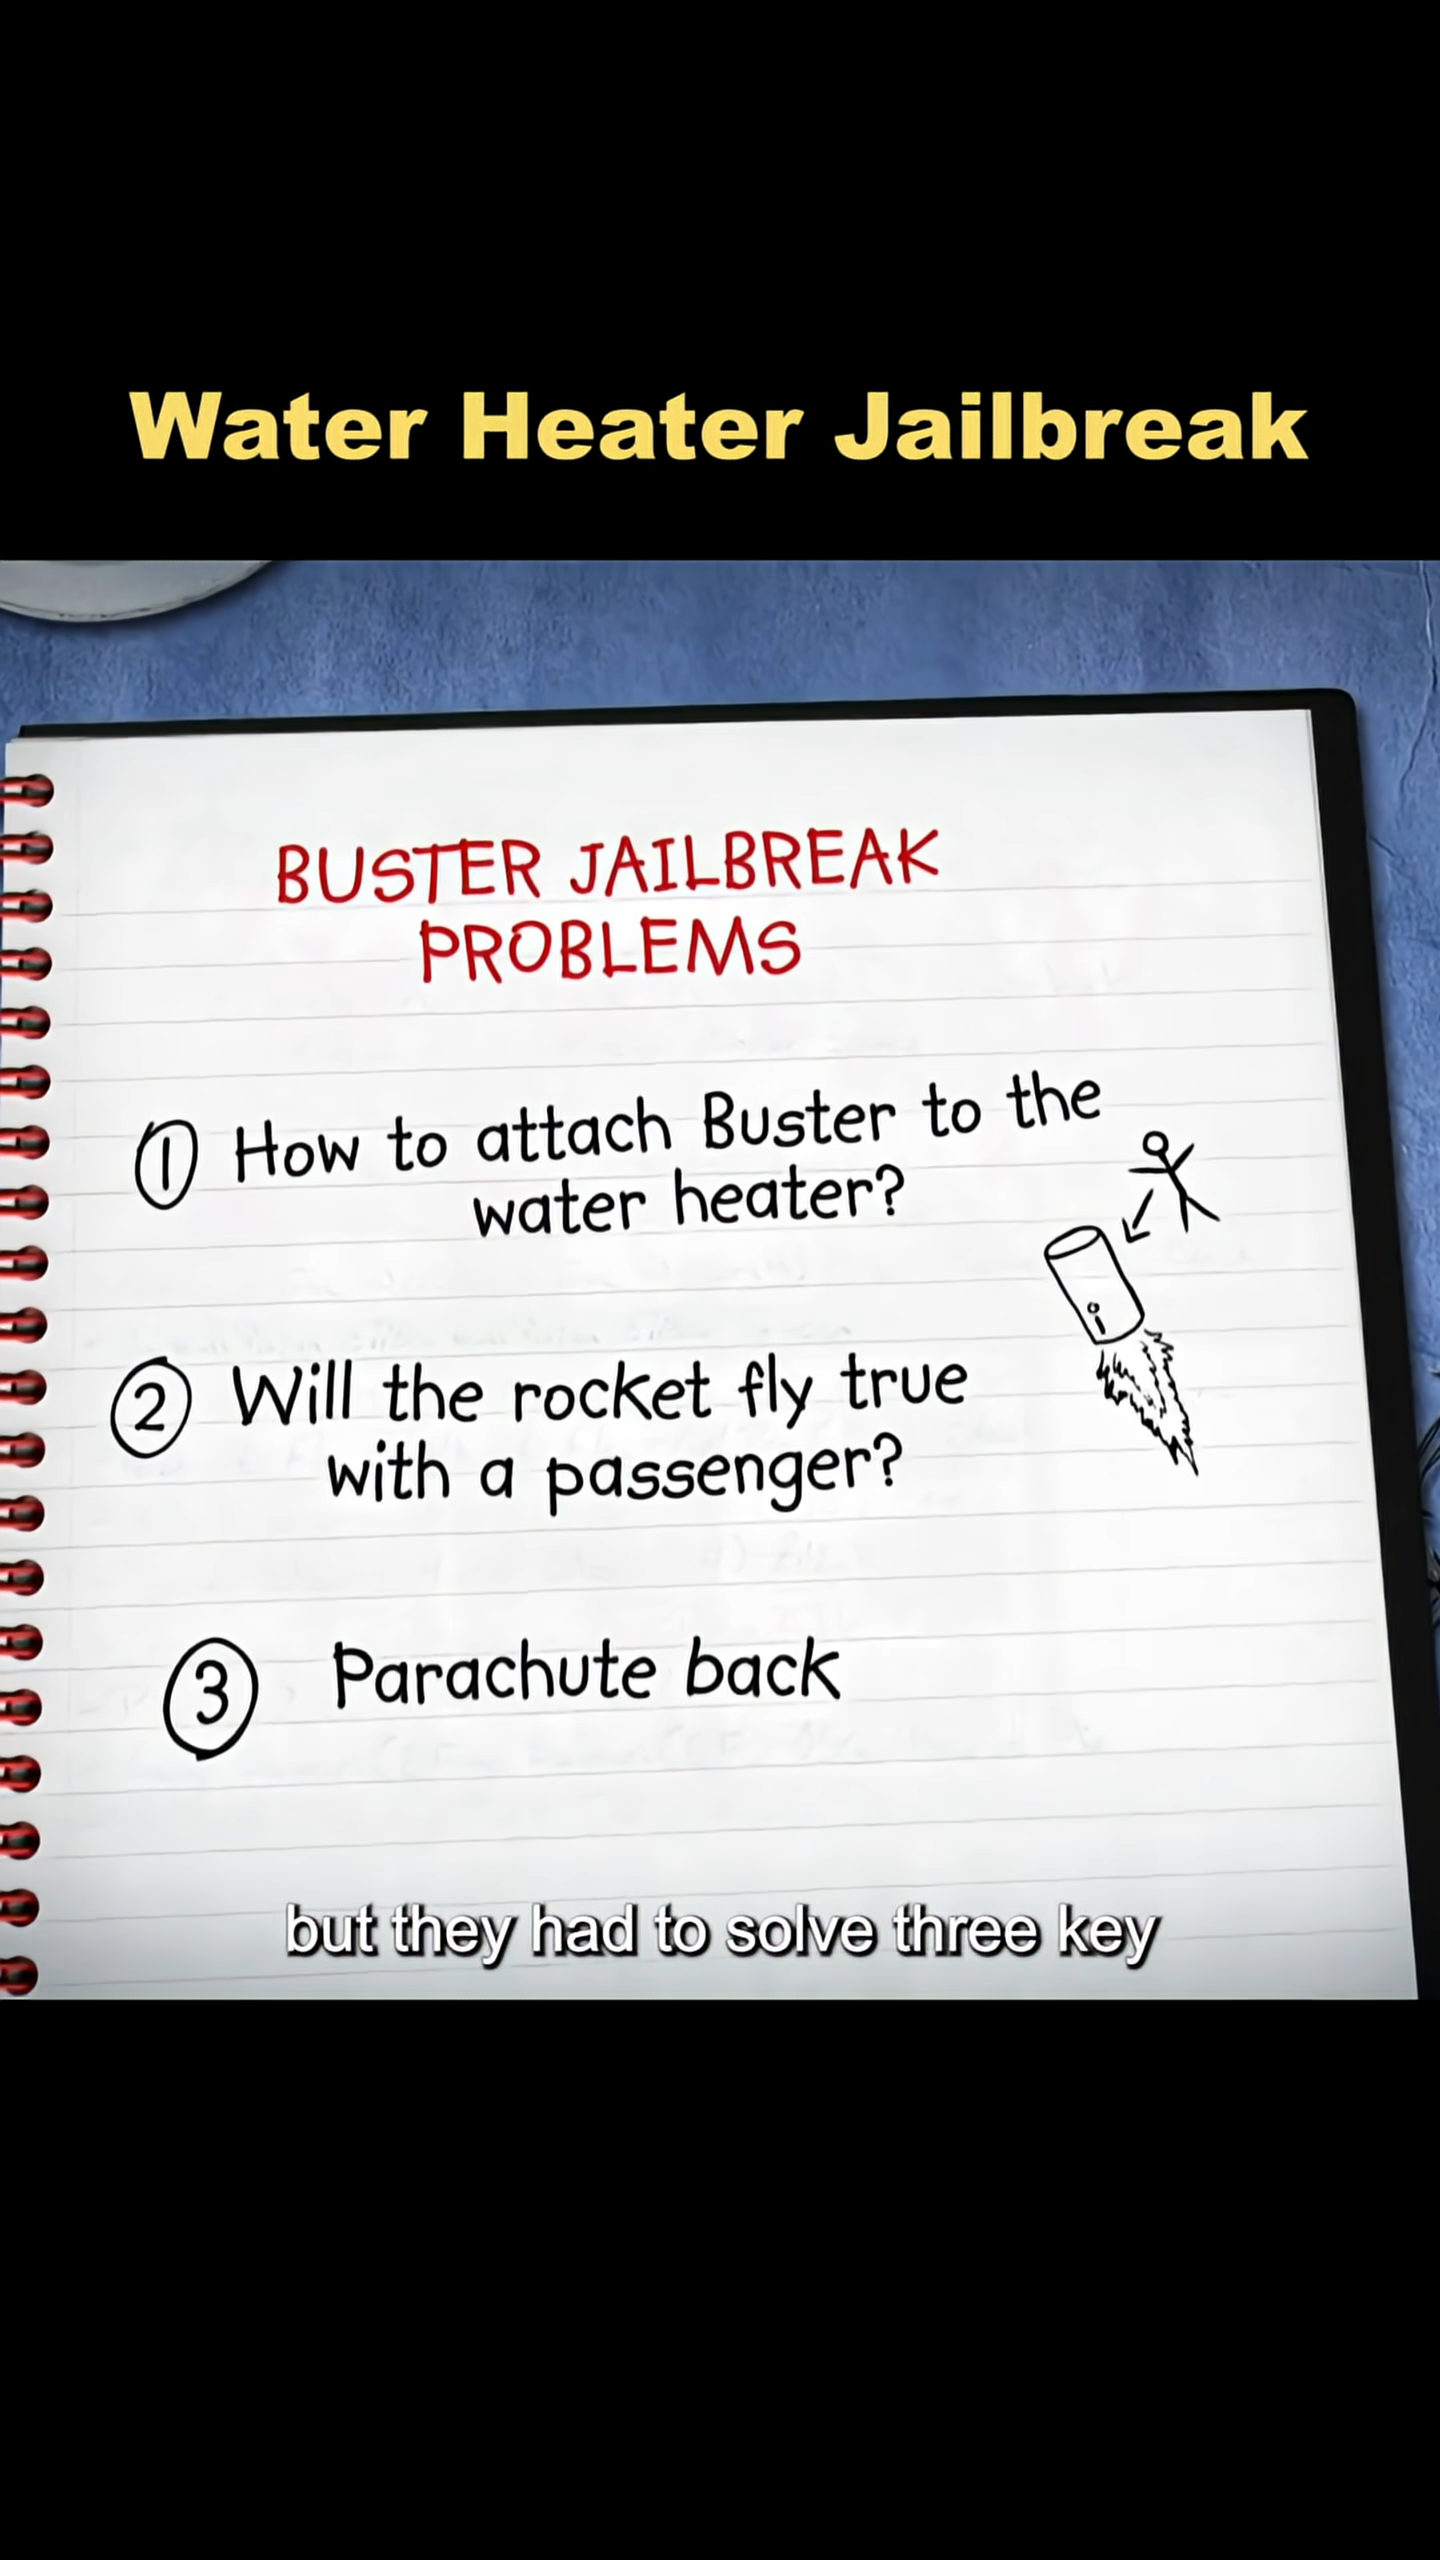 Water Heater Jailbreak
BUSTER JAILBREAK
PROBLEMS
1 How to attach Buster to the
water heater?
2 Will the rocket fly true
with a passenger?
3 Parachute back
but they had to solve three key